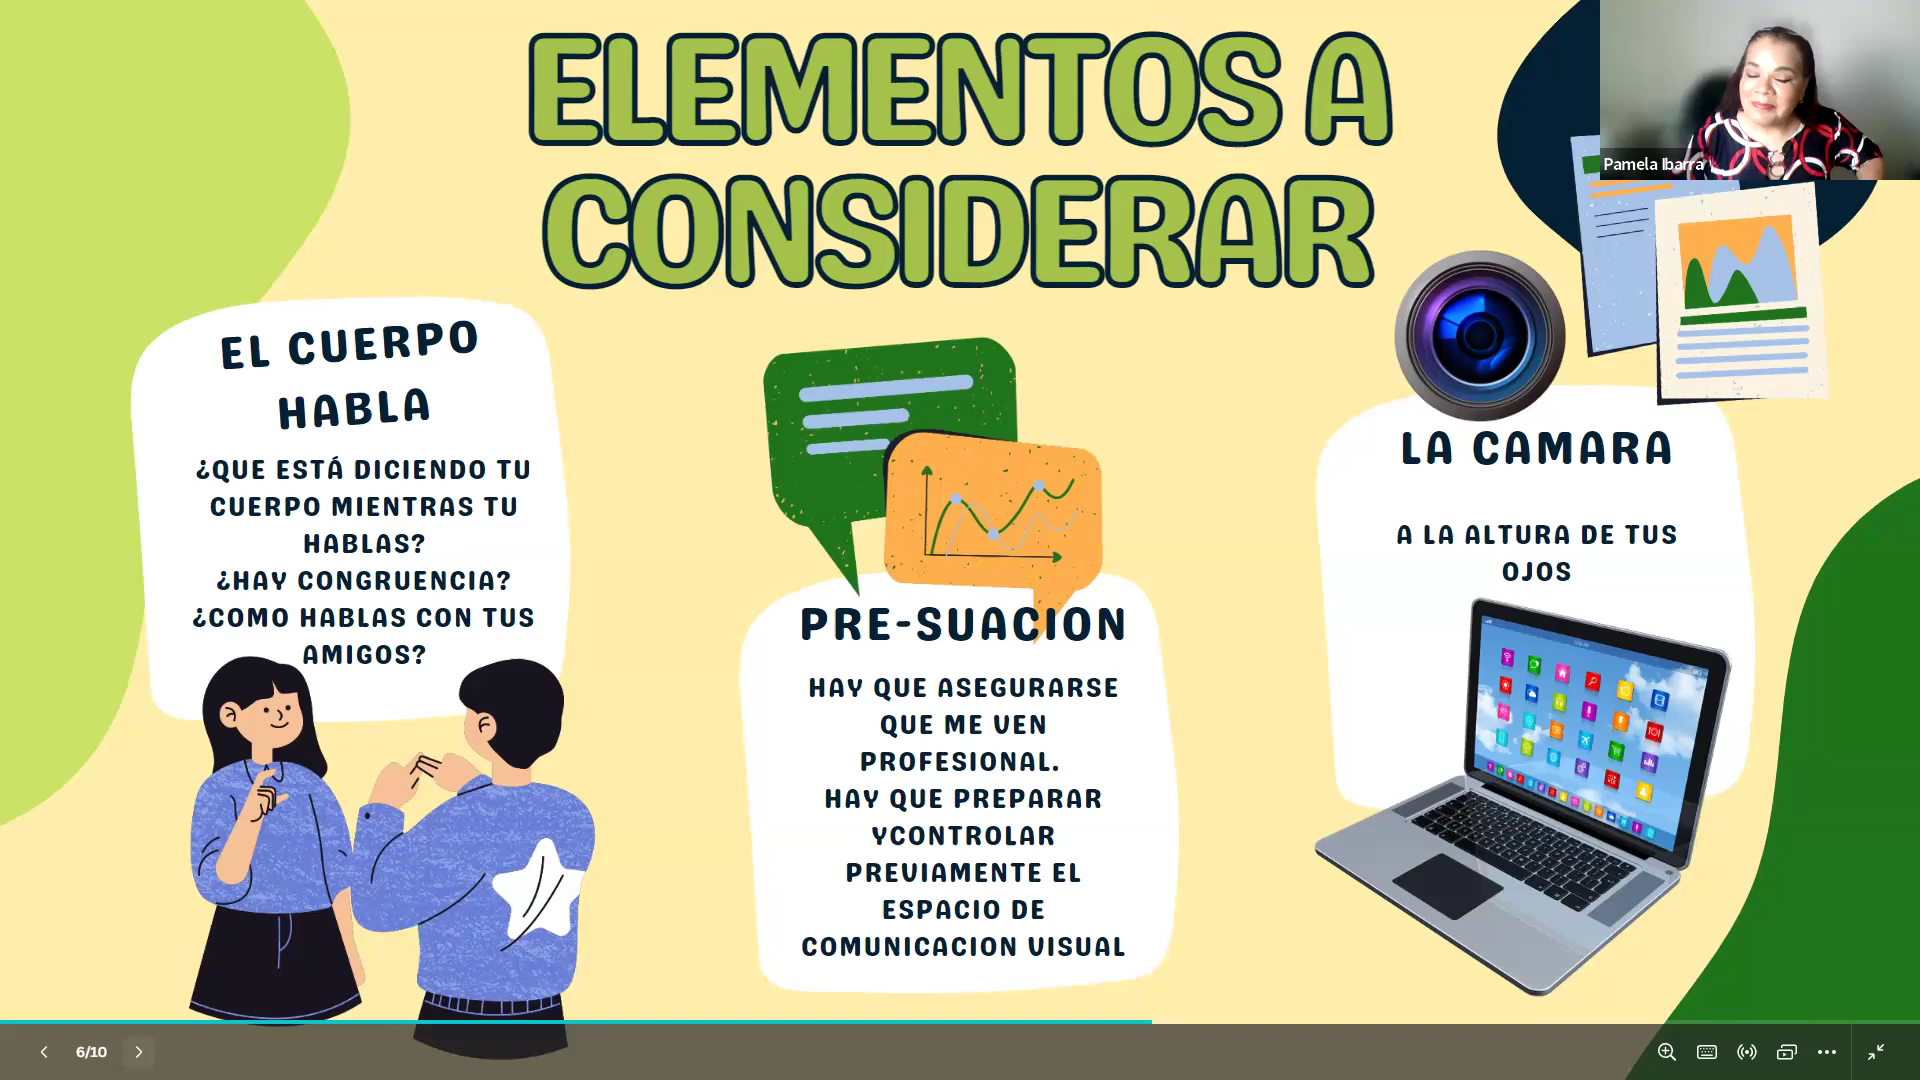 ELEMENTOS A
CONSIDERAR
Pamela Ibarra
EL CUERPO
HABLA
¿QUE ESTÁ DICIENDO TU
CUERPO MIENTRAS TU
HABLAS?
¿HAY CONGRUENCIA?
¿COMO HABLAS CON TUS
AMIGOS?
PRE-SUACION
HAY QUE ASEGURARSE
QUE ME VEN
PROFESIONAL.
HAY QUE PREPARAR
YCONTROLAR
PREVIAMENTE EL
ESPACIO DE
COMUNICACION VISUAL
LA CAMARA
A LA ALTURA DE TUS
OJOS
6/10